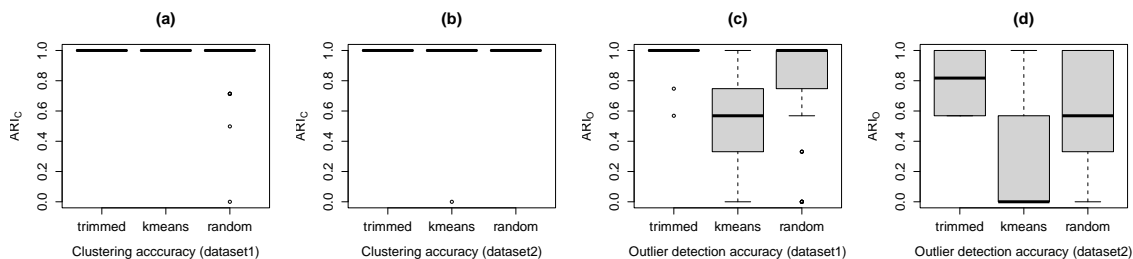 (a)
ARI_C
1.0
0.8
0.6
0.4
0.2
0.0
trimmed kmeans random
Clustering acccuracy (dataset1)
(b)
ARI_C
1.0
0.8
0.6
0.4
0.2
0.0
trimmed kmeans random
Clustering accuracy (dataset2)
(c)
ARI_O
1.0
0.8
0.6
0.4
0.2
0.0
trimmed kmeans random
Outlier detection accuracy (dataset1)
(d)
ARI_O
1.0
0.8
0.6
0.4
0.2
0.0
trimmed kmeans random
Outlier detection accuracy (dataset2)